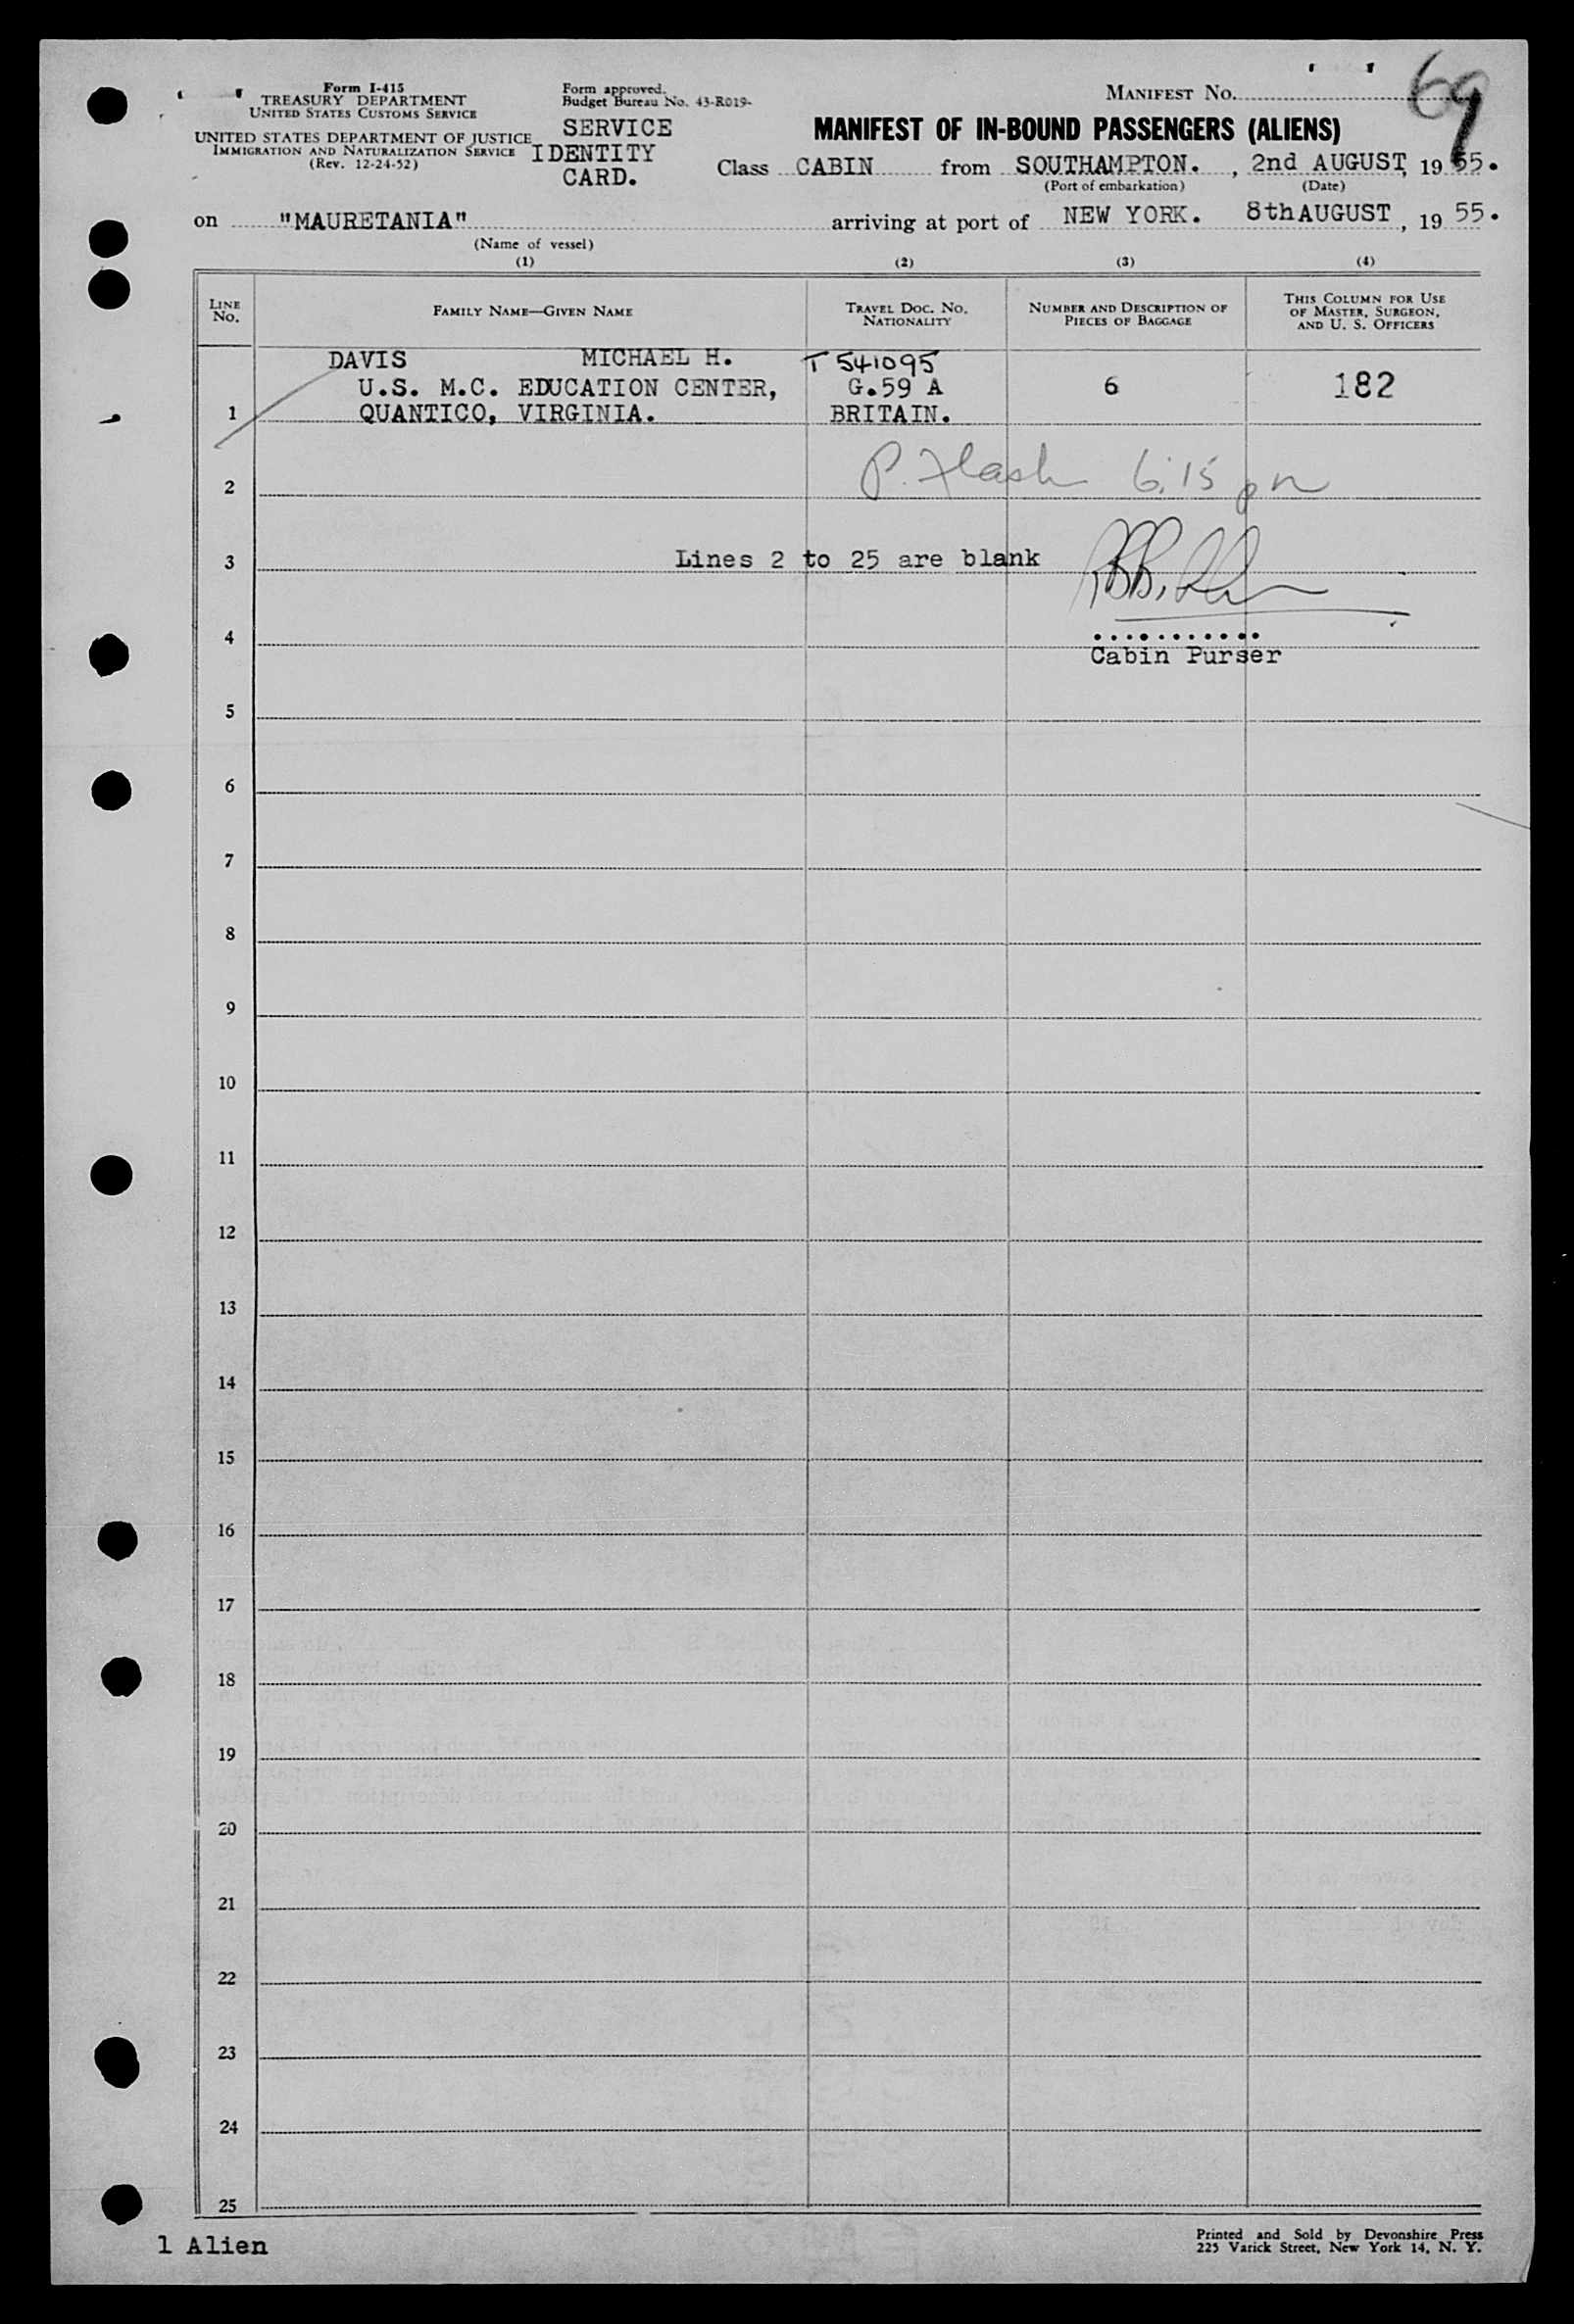 Form I-415
TREASURY DEPARTMENT
UNITED STATES CUSTOMS SERVICE
UNITED STATES DEPARTMENT OF JUSTICE
IMMIGRATION AND NATURALIZATION SERVICE
(Rev. 12-24-52)
Form approved.
Budget Bureau No. 43-R019-
SERVICE
IDENTITY
CARD.
MANIFEST No. 69
MANIFEST OF IN-BOUND PASSENGERS (ALIENS)
Class CABIN from SOUTHAMPTON. , 2nd AUGUST, 1955.
(Port of embarkation) (Date)
on "MAURETANIA" arriving at port of NEW YORK. 8th AUGUST , 19 55.
(Name of vessel)
(1) (2) (3) (4)
LINE No. FAMILY NAME—GIVEN NAME TRAVEL DOC. NO. NATIONALITY NUMBER AND DESCRIPTION OF PIECES OF BAGGAGE THIS COLUMN FOR USE OF MASTER, SURGEON, AND U. S. OFFICERS
DAVIS MICHAEL H. T 541095
U.S. M.C. EDUCATION CENTER, G.59 A 6 182
1 QUANTICO, VIRGINIA. BRITAIN.
2 P. Flash 6:15 pm
3 Lines 2 to 25 are blank
4 Cabin Purser
5
6
7
8
9
10
11
12
13
14
15
16
17
18
19
20
21
22
23
24
25
1 Alien
Printed and Sold by Devonshire Press
225 Varick Street, New York 14, N. Y.